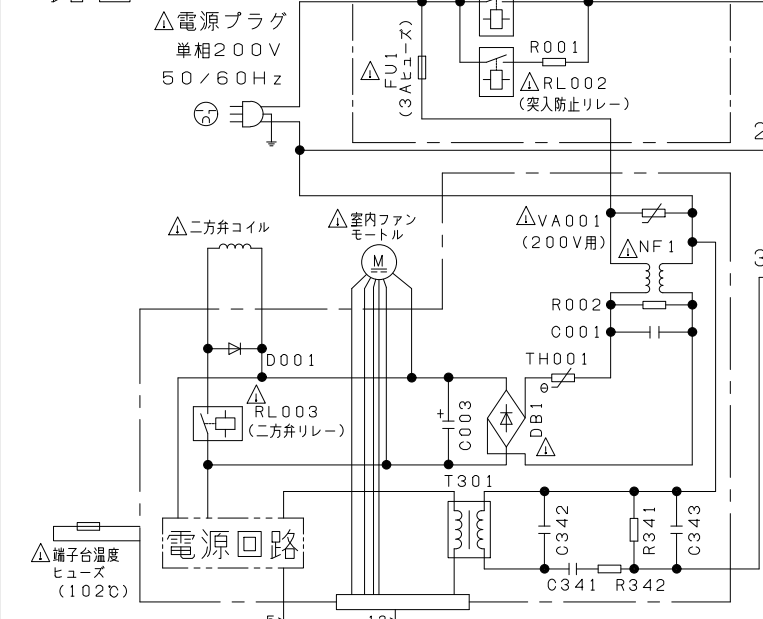 電源プラグ
単相200V
50/60Hz
FU1
(3Aヒューズ)
R001
RL002
(突入防止リレー)
2
二方弁コイル
室内ファン
モートル
M
VA001
(200V用)
NF1
3
R002
C001
TH001
θ
D001
RL003
(二方弁リレー)
+
C003
DB1
T301
電源回路
C342
R341
C343
C341
R342
端子台温度
ヒューズ
(102℃)